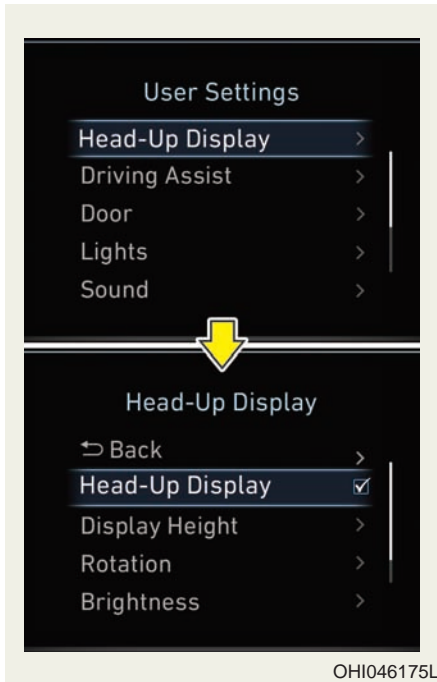 User Settings
Head-Up Display >
Driving Assist >
Door >
Lights >
Sound >
Head-Up Display
⮌ Back >
Head-Up Display ☑
Display Height >
Rotation >
Brightness >
OHI046175L